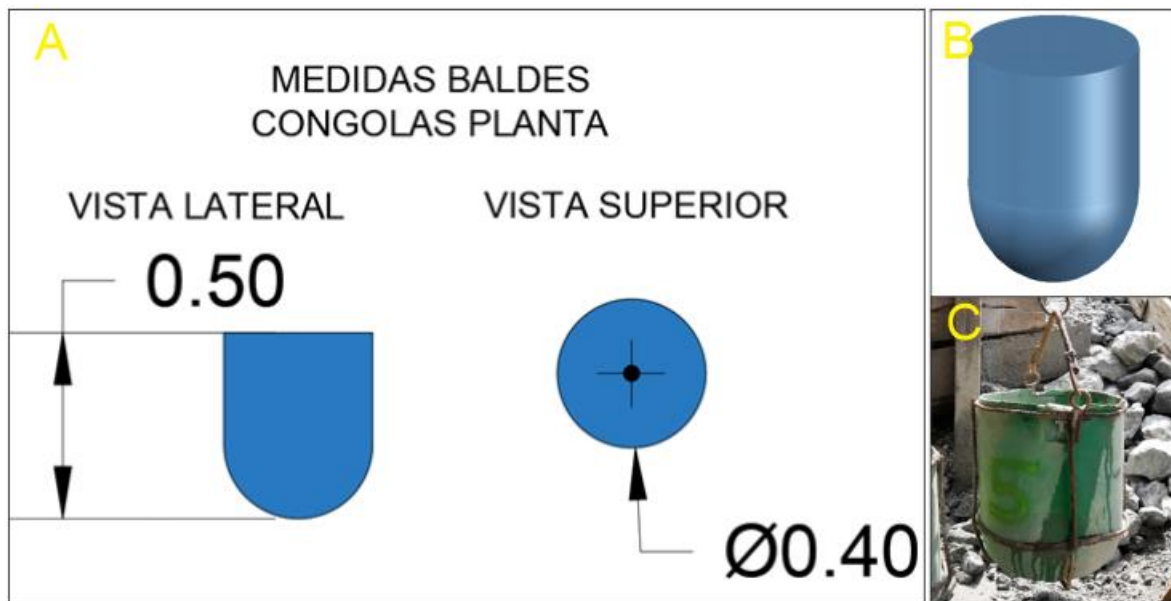 A
MEDIDAS BALDES
CONGOLAS PLANTA
VISTA LATERAL
VISTA SUPERIOR
0.50
Ø0.40
B
C
5